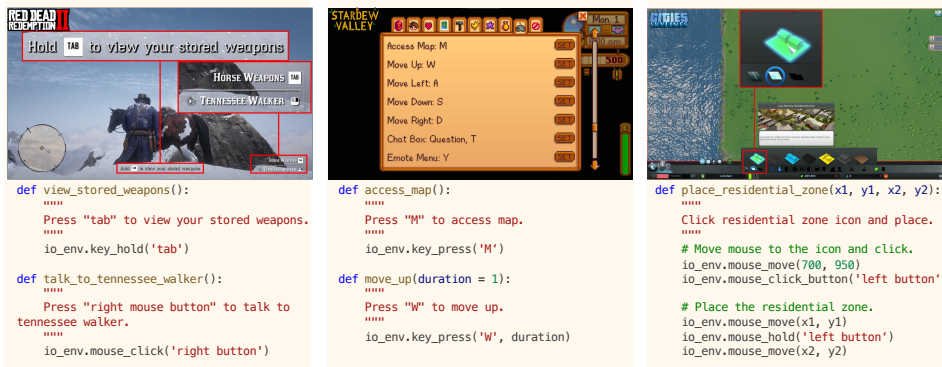 RED DEAD
REDEMPTION II
Hold TAB to view your stored weapons
HORSE WEAPONS TAB
TENNESSEE WALKER
Hold to view your stored weapons
def view_stored_weapons():
"""
Press "tab" to view your stored weapons.
"""
io_env.key_hold('tab')
def talk_to_tennessee_walker():
"""
Press "right mouse button" to talk to
tennessee walker.
"""
io_env.mouse_click('right button')
STARDEW
VALLEY
Mon. 1
500
Access Map: M SET
Move Up: W SET
Move Left: A SET
Move Down: S SET
Move Right: D SET
Chat Box: Question, T SET
Emote Menu: Y SET
def access_map():
"""
Press "M" to access map.
"""
io_env.key_press('M‘)
def move_up(duration = 1):
"""
Press "W" to move up.
"""
io_env.key_press('W', duration)
CITIES
def place_residential_zone(x1, y1, x2, y2):
"""
Click residential zone icon and place.
"""
# Move mouse to the icon and click.
io_env.mouse_move(700, 950)
io_env.mouse_click_button('left button‘
# Place the residential zone.
io_env.mouse_move(x1, y1)
io_env.mouse_hold('left button‘)
io_env.mouse_move(x2, y2)